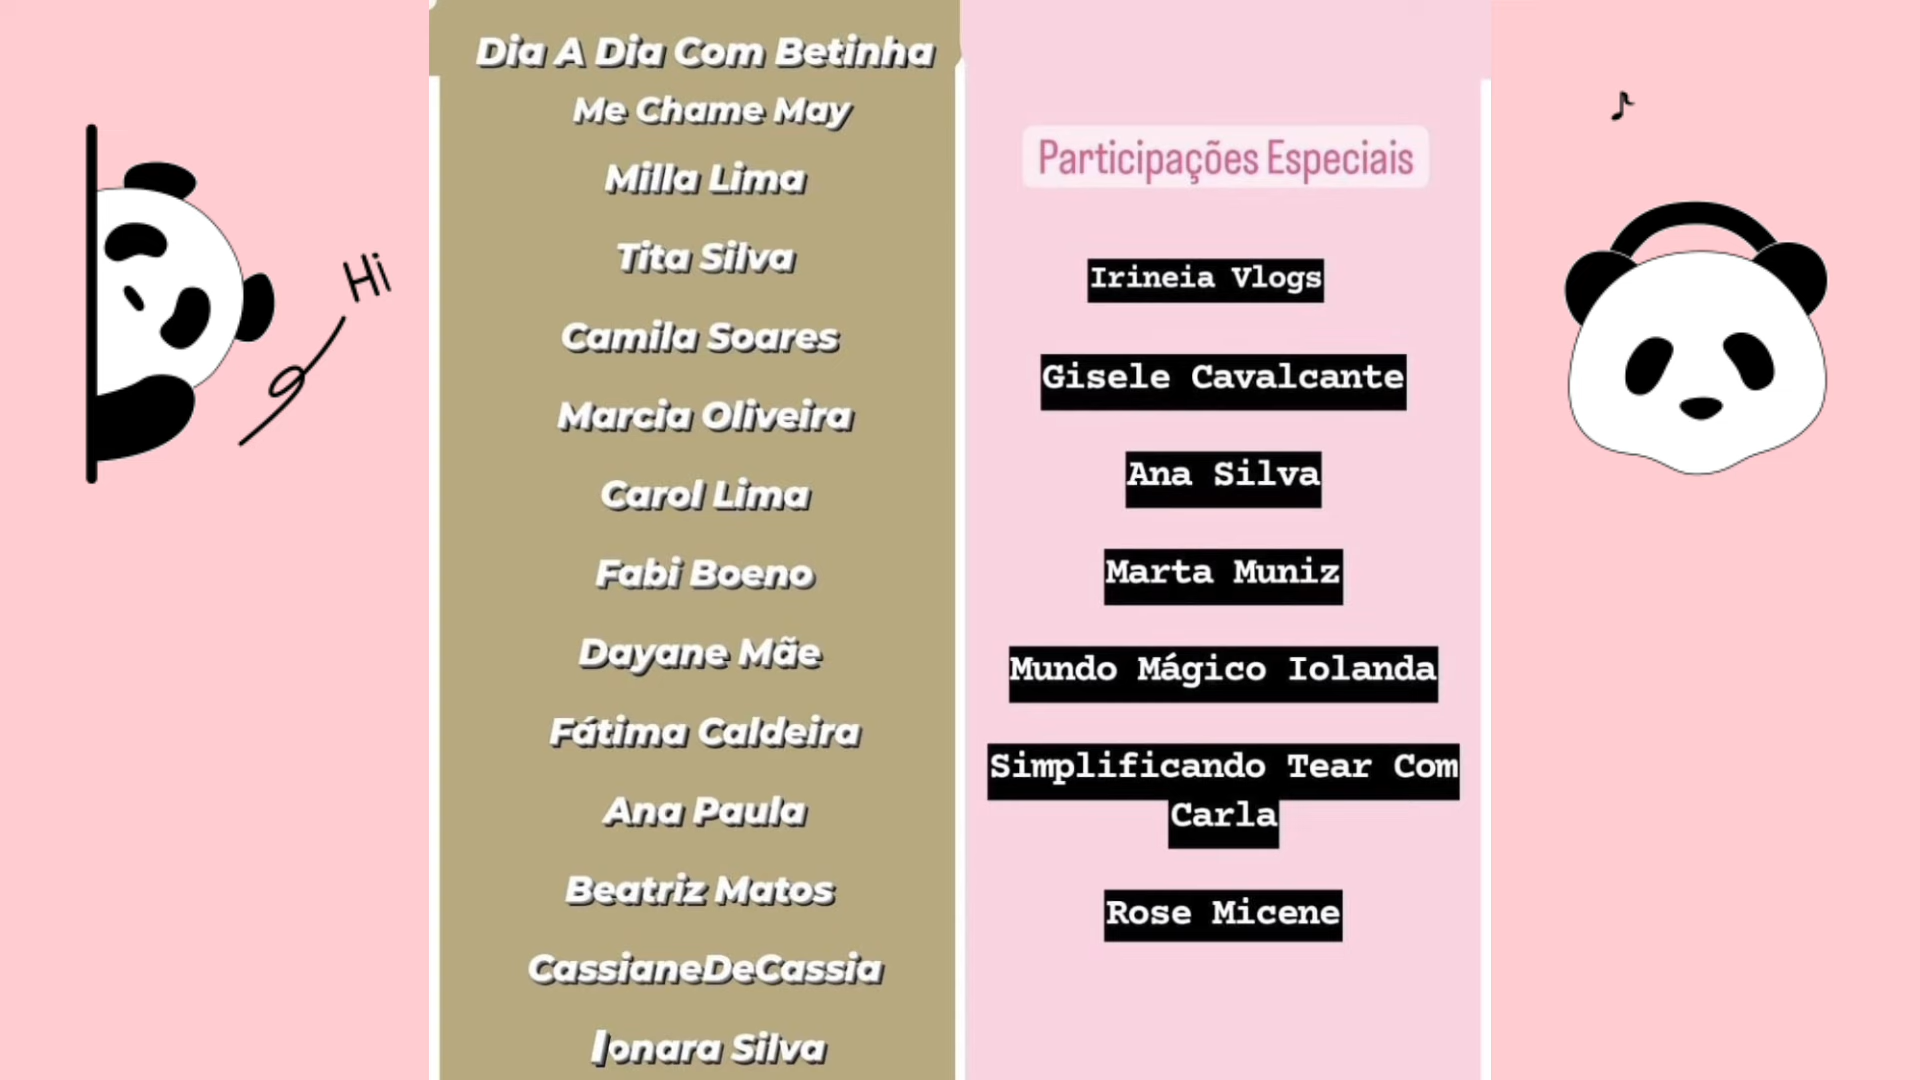 Hi
Dia A Dia Com Betinha
Me Chame May
Milla Lima
Tita Silva
Camila Soares
Marcia Oliveira
Carol Lima
Fabi Boeno
Dayane Mãe
Fátima Caldeira
Ana Paula
Beatriz Matos
CassianeDeCassia
Ionara Silva
Participações Especiais
Irineia Vlogs
Gisele Cavalcante
Ana Silva
Marta Muniz
Mundo Mágico Iolanda
Simplificando Tear Com
Carla
Rose Micene